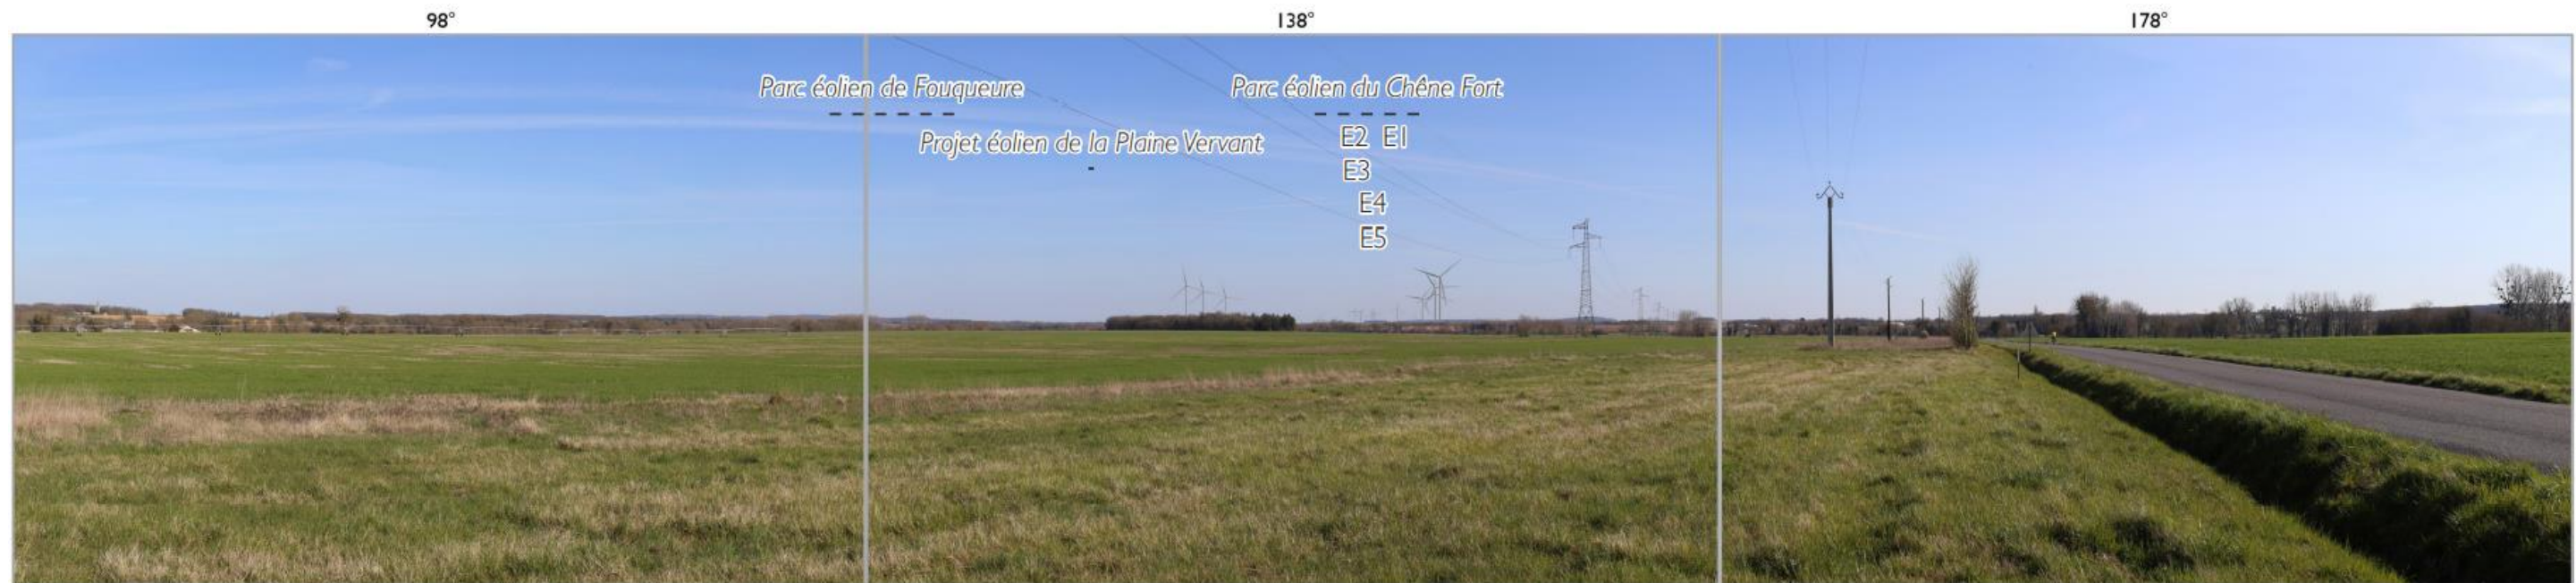 98° 138° 178°
Parc éolien de Fouqueure Parc éolien du Chêne Fort
Projet éolien de la Plaine Vervant E2 E1
E3
E4
E5